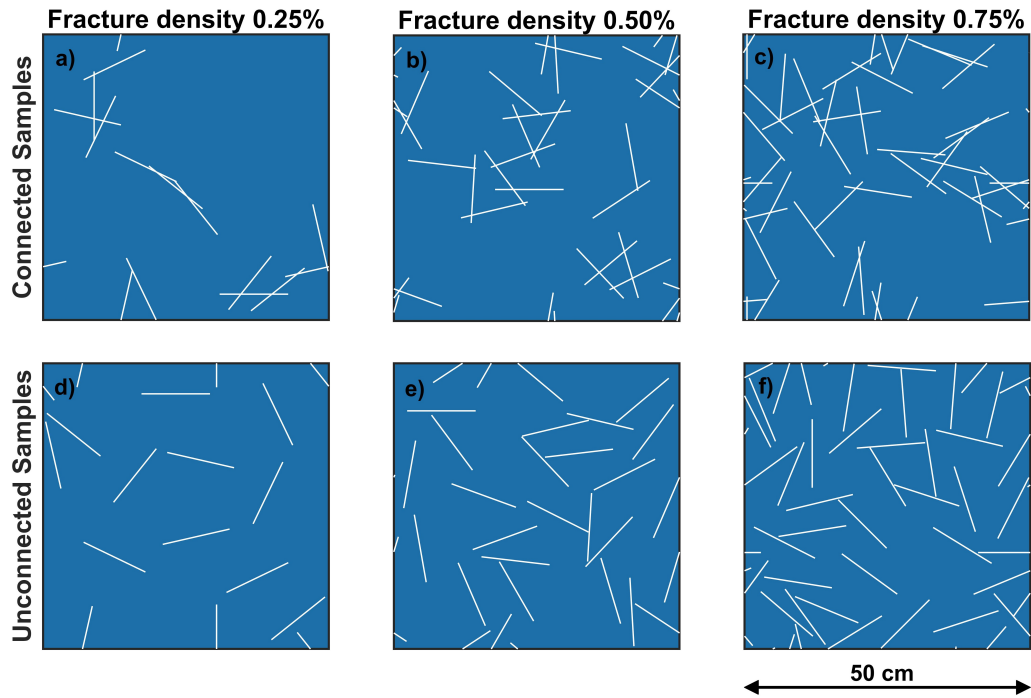 Fracture density 0.25%
Fracture density 0.50%
Fracture density 0.75%
Connected Samples
a)
b)
c)
Unconnected Samples
d)
e)
f)
50 cm